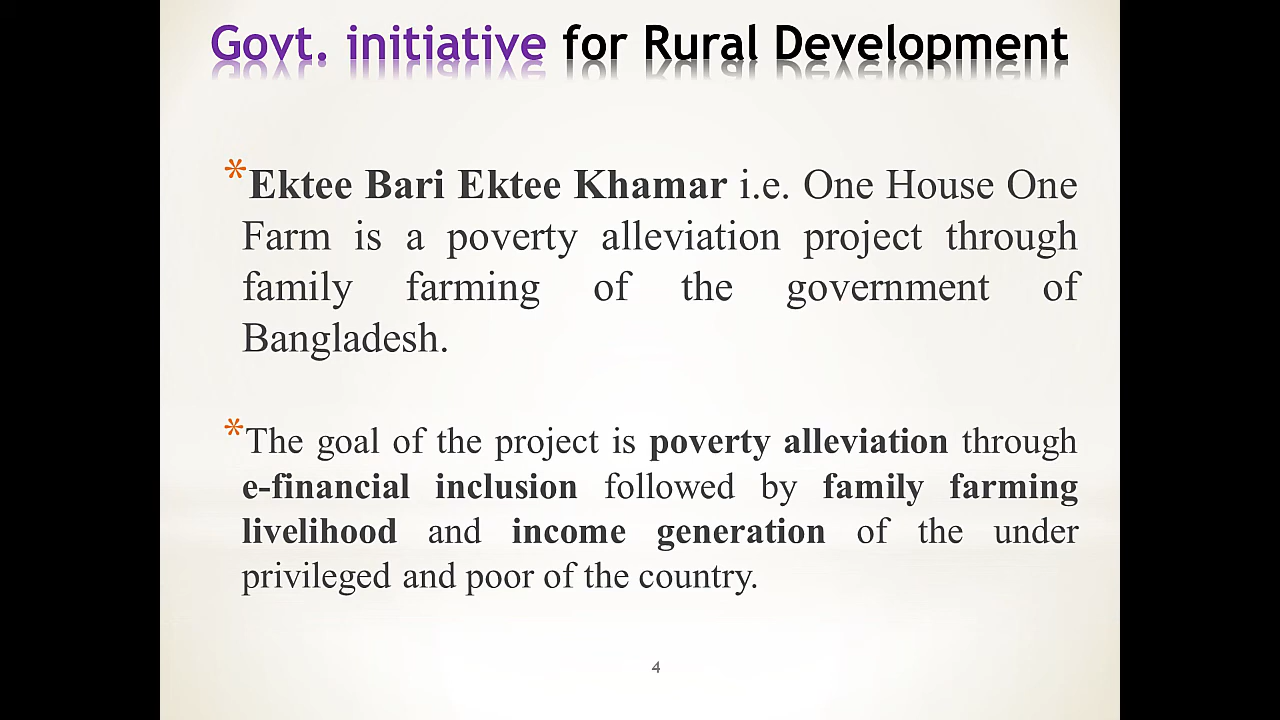 Govt. initiative for Rural Development
*Ektee Bari Ektee Khamar i.e. One House One
Farm is a poverty alleviation project through
family farming of the government of
Bangladesh.
*The goal of the project is poverty alleviation through
e-financial inclusion followed by family farming
livelihood and income generation of the under
privileged and poor of the country.
4